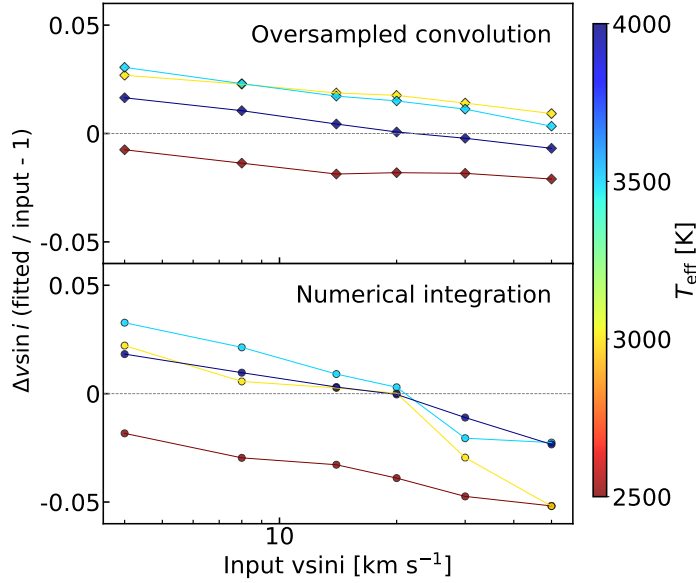 0.05
Oversampled convolution
0
-0.05
0.05
Numerical integration
0
-0.05
10
Input vsini [km s⁻¹]
Δvsin i (fitted / input - 1)
4000
3500
3000
2500
T_eff [K]